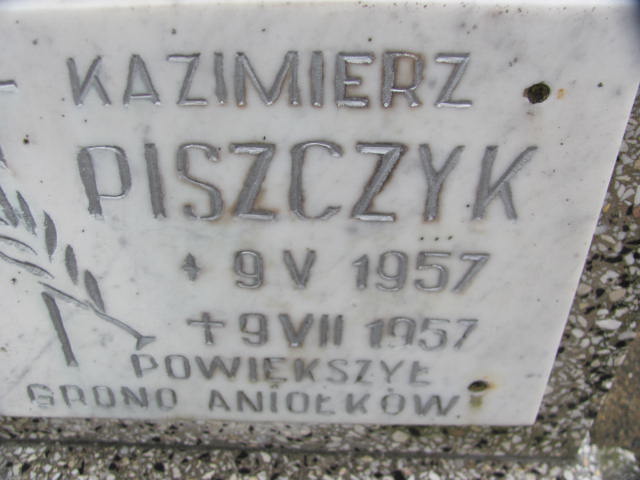 KAZIMIERZ
PISZCZYK
* 9 V 1957
✝ 9 VII 1957
POWIĘKSZYŁ
GRONO ANIOŁKÓW